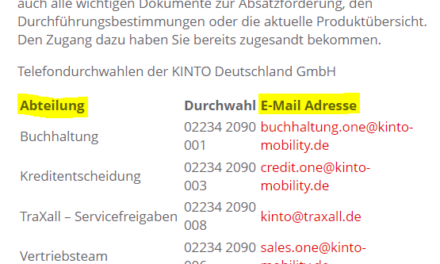 auch alle wichtigen Dokumente zur Absatzförderung, den
Durchführungsbestimmungen oder die aktuelle Produktübersicht.
Den Zugang dazu haben Sie bereits zugesandt bekommen.
Telefondurchwahlen der KINTO Deutschland GmbH
Abteilung Durchwahl E-Mail Adresse
Buchhaltung 02234 2090 001 buchhaltung.one@kinto-mobility.de
Kreditentscheidung 02234 2090 003 credit.one@kinto-mobility.de
TraXall – Servicefreigaben 02234 2090 008 kinto@traxall.de
Vertriebsteam 02234 2090 sales.one@kinto-